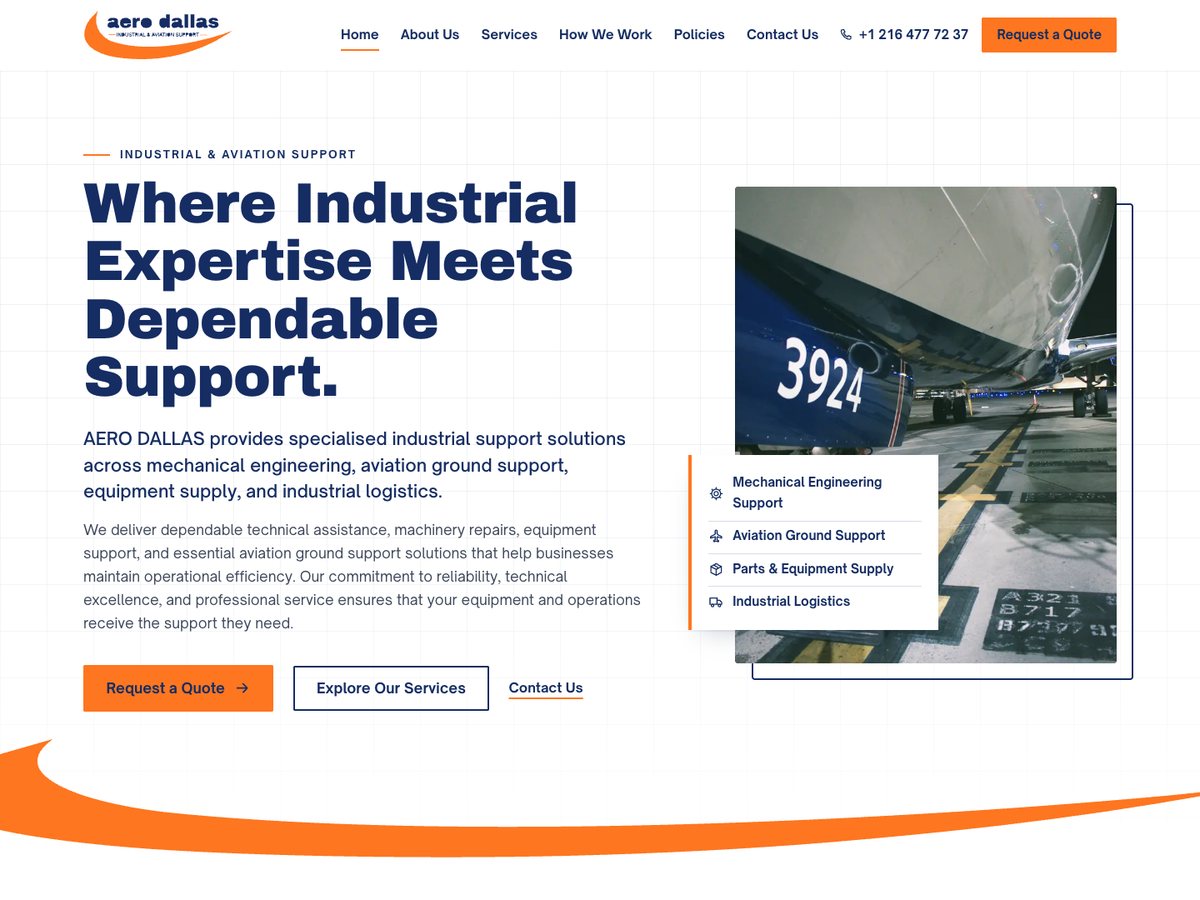 aero dallas
INDUSTRIAL & AVIATION SUPPORT
Home
About Us
Services
How We Work
Policies
Contact Us
+1 216 477 72 37
Request a Quote
INDUSTRIAL & AVIATION SUPPORT
Where Industrial
Expertise Meets
Dependable
Support.
AERO DALLAS provides specialised industrial support solutions
across mechanical engineering, aviation ground support,
equipment supply, and industrial logistics.
We deliver dependable technical assistance, machinery repairs, equipment
support, and essential aviation ground support solutions that help businesses
maintain operational efficiency. Our commitment to reliability, technical
excellence, and professional service ensures that your equipment and operations
receive the support they need.
Request a Quote
Explore Our Services
Contact Us
3924
Mechanical Engineering
Support
Aviation Ground Support
Parts & Equipment Supply
Industrial Logistics
A321
B717